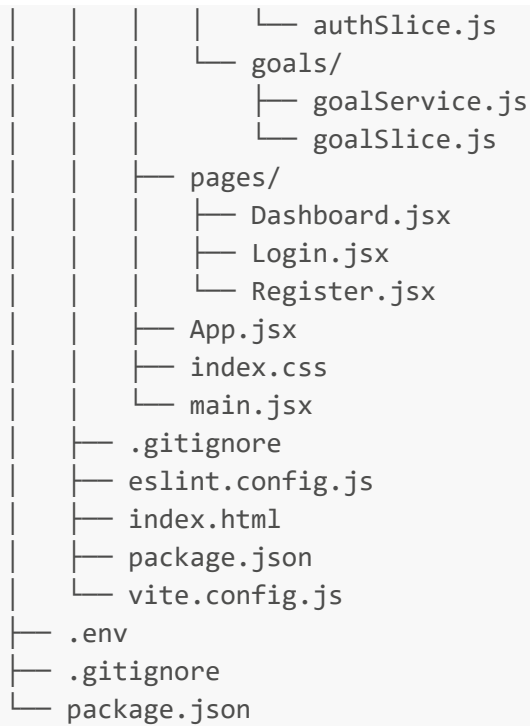 │   │   │   │   │   └── authSlice.js
│   │   │   │   └── goals/
│   │   │   │       ├── goalService.js
│   │   │   │       └── goalSlice.js
│   │   │   ├── pages/
│   │   │   │   ├── Dashboard.jsx
│   │   │   │   ├── Login.jsx
│   │   │   │   └── Register.jsx
│   │   │   ├── App.jsx
│   │   │   ├── index.css
│   │   │   └── main.jsx
│   │   ├── .gitignore
│   │   ├── eslint.config.js
│   │   ├── index.html
│   │   ├── package.json
│   │   └── vite.config.js
├── .env
├── .gitignore
└── package.json